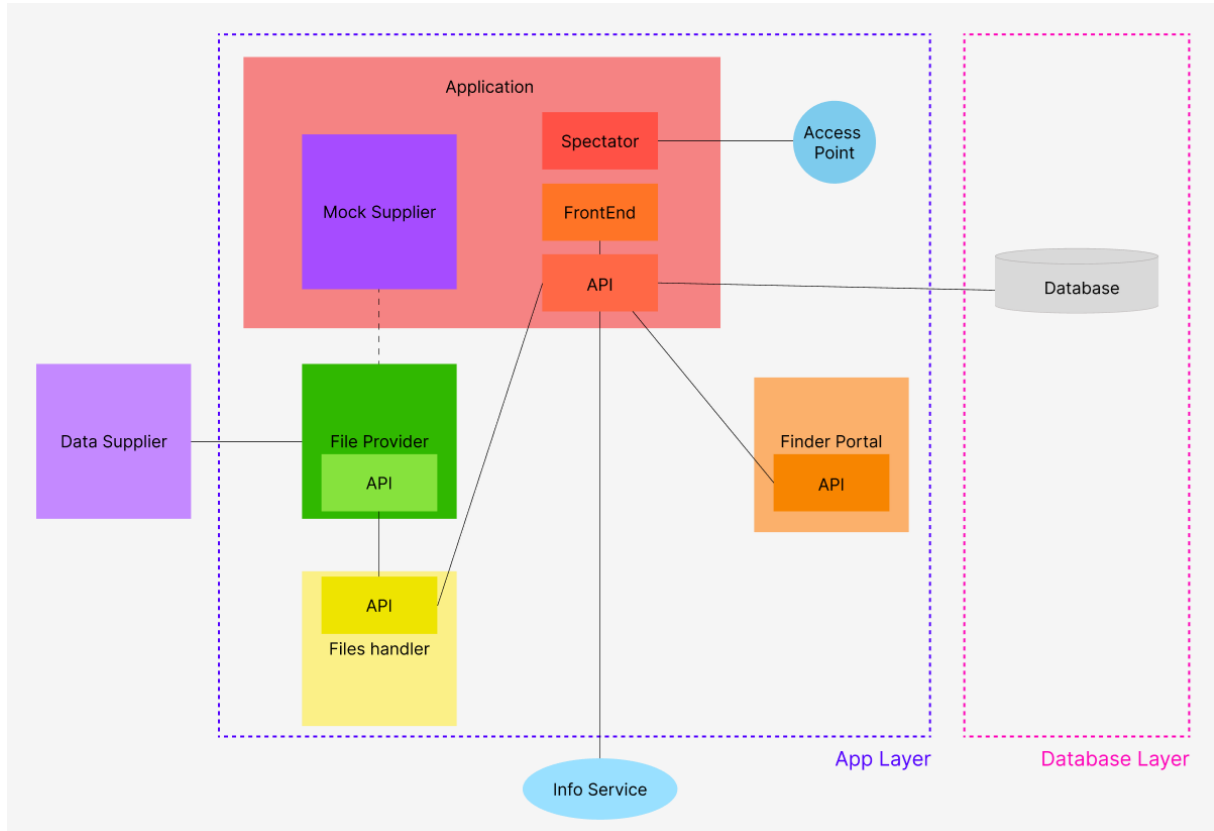 Application
Spectator
Access
Point
Mock Supplier
FrontEnd
API
Database
Data Supplier
File Provider
API
Finder Portal
API
API
Files handler
App Layer
Database Layer
Info Service